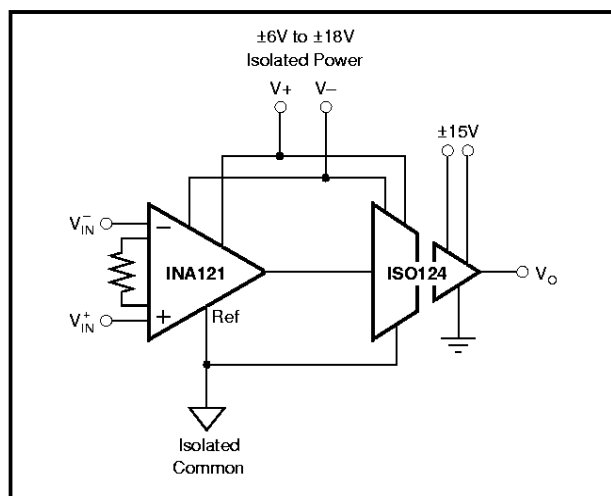 ±6V to ±18V
Isolated Power
V+ V–
±15V
V−IN
–
INA121
ISO124
VO
V+IN
+
Ref
Isolated
Common